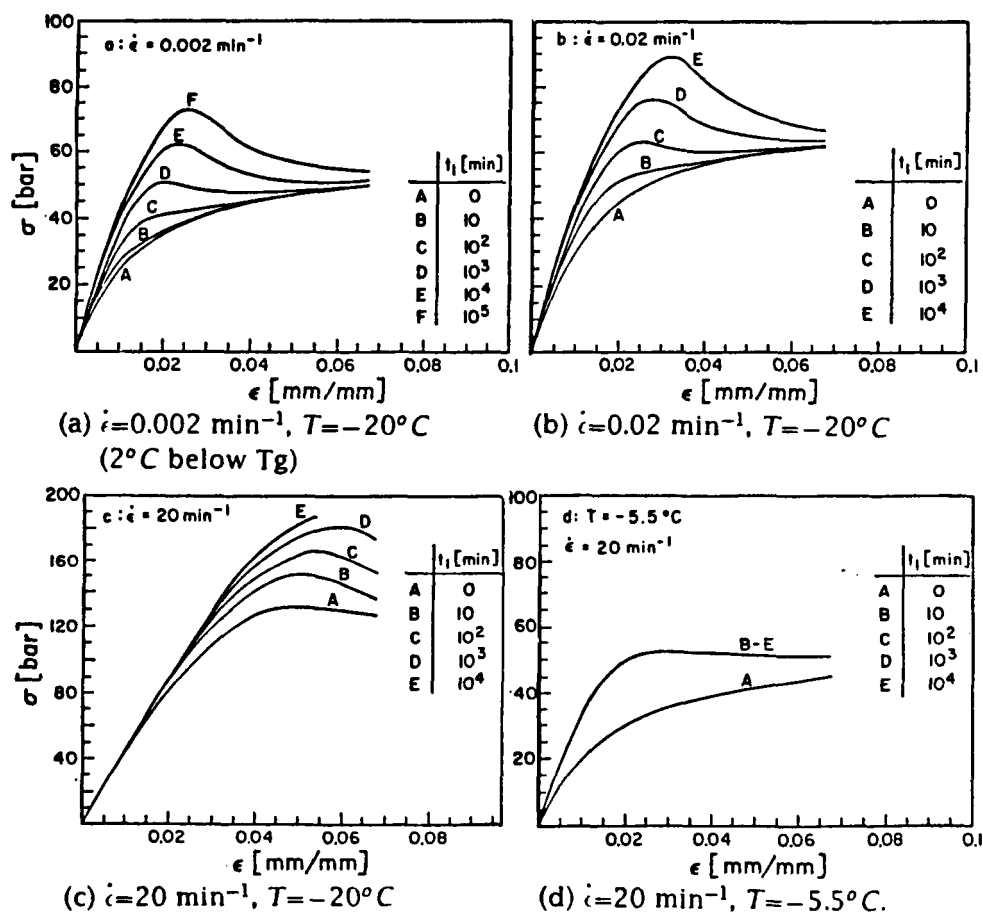 100
80
60
40
20
σ [bar]
a: ε̇ = 0.002 min⁻¹
F
E
D
C
B
A
t₁ [min]
A 0
B 10
C 10²
D 10³
E 10⁴
F 10⁵
0.02 0.04 0.06 0.08 0.1
ε [mm/mm]
(a) ε̇=0.002 min⁻¹, T=−20°C
(2°C below Tg)
100
80
60
40
20
b: ε̇ = 0.02 min⁻¹
E
D
C
B
A
t₁ [min]
A 0
B 10
C 10²
D 10³
E 10⁴
0.02 0.04 0.06 0.08 0.1
ε [mm/mm]
(b) ε̇=0.02 min⁻¹, T=−20°C
200
160
120
80
40
σ [bar]
c: ε̇ = 20 min⁻¹
E
D
C
B
A
t₁ [min]
A 0
B 10
C 10²
D 10³
E 10⁴
0.02 0.04 0.06 0.08
ε [mm/mm]
(c) ε̇=20 min⁻¹, T=−20°C
100
80
60
40
20
d: T = −5.5 °C
ε̇ = 20 min⁻¹
B-E
A
t₁ [min]
A 0
B 10
C 10²
D 10³
E 10⁴
0.02 0.04 0.06 0.08 0.1
ε [mm/mm]
(d) ε̇=20 min⁻¹, T=−5.5°C.